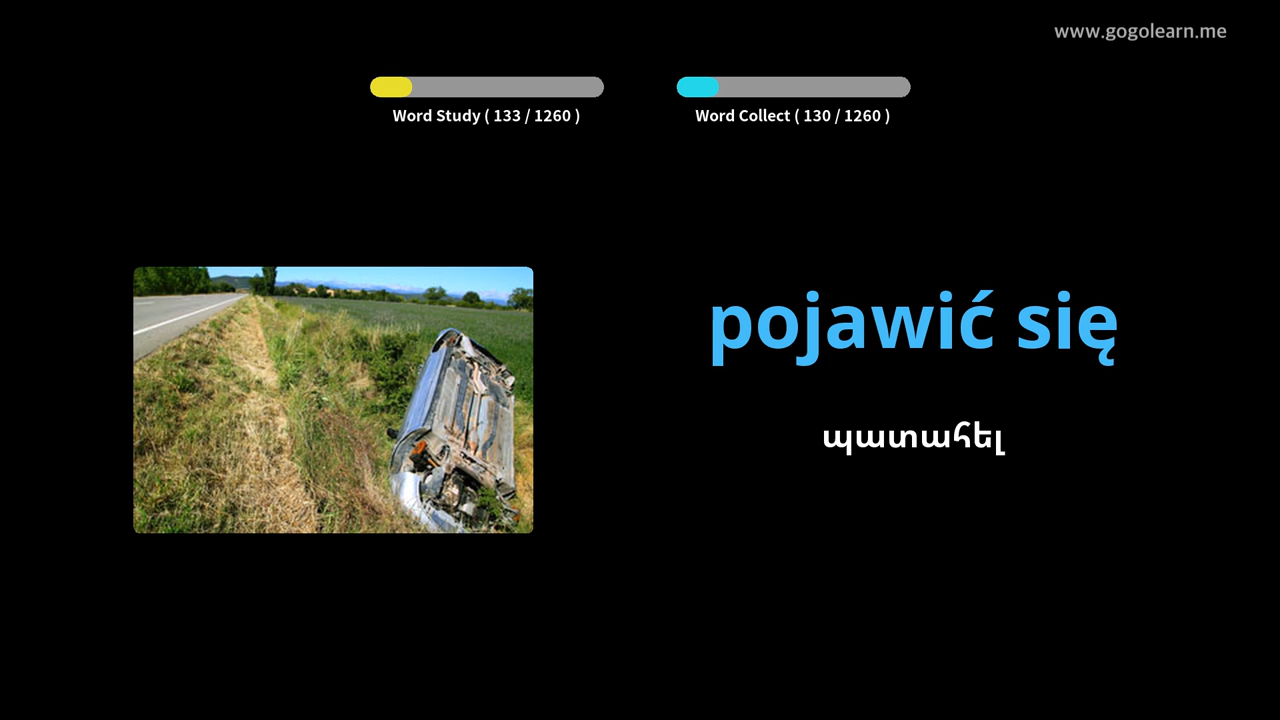 www.gogolearn.me
Word Study ( 133 / 1260 )
Word Collect ( 130 / 1260 )
pojawić się
պատահել